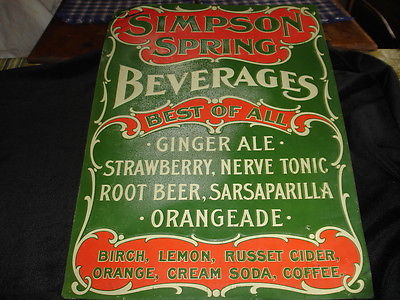 SIMPSON
SPRING
BEVERAGES
BEST OF ALL
· GINGER ALE ·
STRAWBERRY, NERVE TONIC
ROOT BEER, SARSAPARILLA
· ORANGEADE ·
BIRCH, LEMON, RUSSET CIDER,
ORANGE, CREAM SODA, COFFEE.